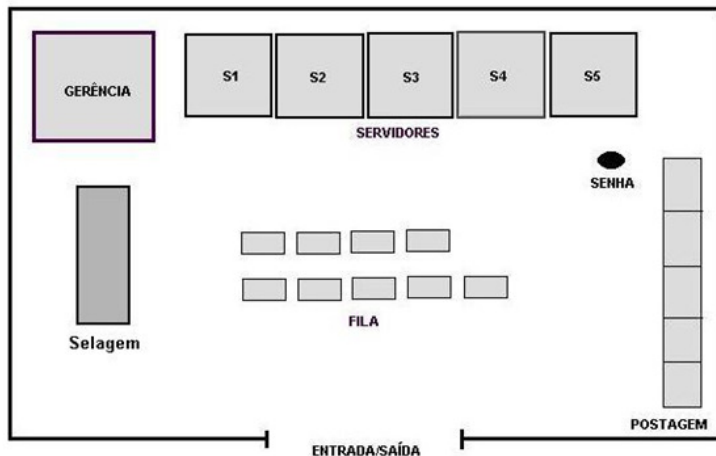 GERÊNCIA
S1
S2
S3
S4
S5
SERVIDORES
SENHA
Selagem
FILA
POSTAGEM
ENTRADA/SAÍDA